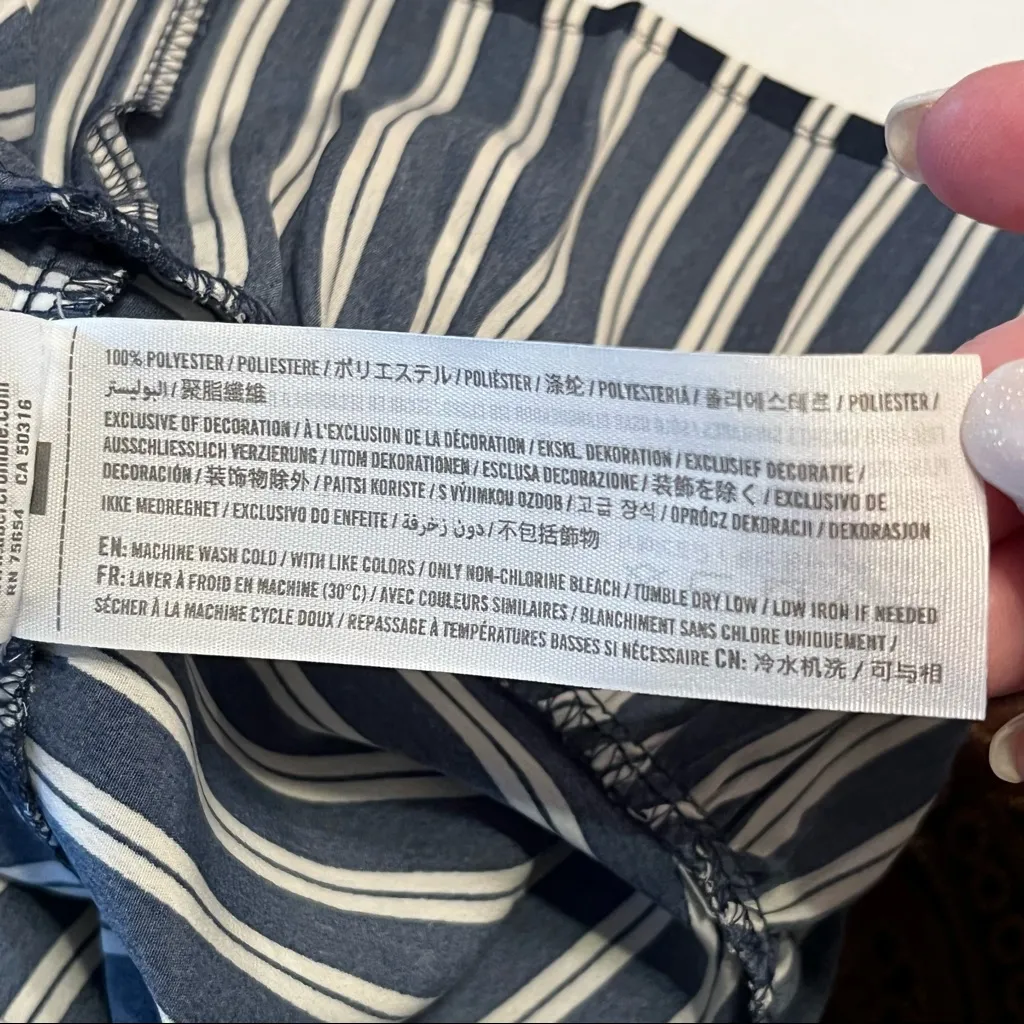 100% POLYESTER / POLIESTERE / ポリエステル / POLIÉSTER / 涤纶 / POLYESTERIÄ / 폴리에스테르 / POLIESTER /
البوليستر / 聚脂纖維
EXCLUSIVE OF DECORATION / À L'EXCLUSION DE LA DÉCORATION / EKSKL. DEKORATION / EXCLUSIEF DECORATIE /
AUSSCHLIESSLICH VERZIERUNG / UTOM DEKORATIONEN / ESCLUSA DECORAZIONE / 装飾を除く / EXCLUSIVO DE
DECORACIÓN / 装饰物除外 / PAITSI KORISTE / S VÝJIMKOU OZDOB / 고급 장식 / OPRÓCZ DEKORACJI / DEKORASJON
IKKE MEDREGNET / EXCLUSIVO DO ENFEITE / دون زخرفة / 不包括飾物
EN: MACHINE WASH COLD / WITH LIKE COLORS / ONLY NON-CHLORINE BLEACH / TUMBLE DRY LOW / LOW IRON IF NEEDED
FR: LAVER À FROID EN MACHINE (30°C) / AVEC COULEURS SIMILAIRES / BLANCHIMENT SANS CHLORE UNIQUEMENT /
SÉCHER À LA MACHINE CYCLE DOUX / REPASSAGE À TEMPÉRATURES BASSES SI NÉCESSAIRE CN: 冷水机洗 / 可与相
RN 75654 CA 50316